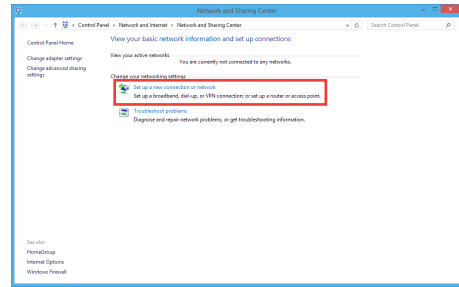 Network and Sharing Center
Control Panel › Network and Internet › Network and Sharing Center
Search Control Panel
Control Panel Home
Change adapter settings
Change advanced sharing
settings
View your basic network information and set up connections
View your active networks
You are currently not connected to any networks.
Change your networking settings
Set up a new connection or network
Set up a broadband, dial-up, or VPN connection; or set up a router or access point.
Troubleshoot problems
Diagnose and repair network problems, or get troubleshooting information.
See also
HomeGroup
Internet Options
Windows Firewall